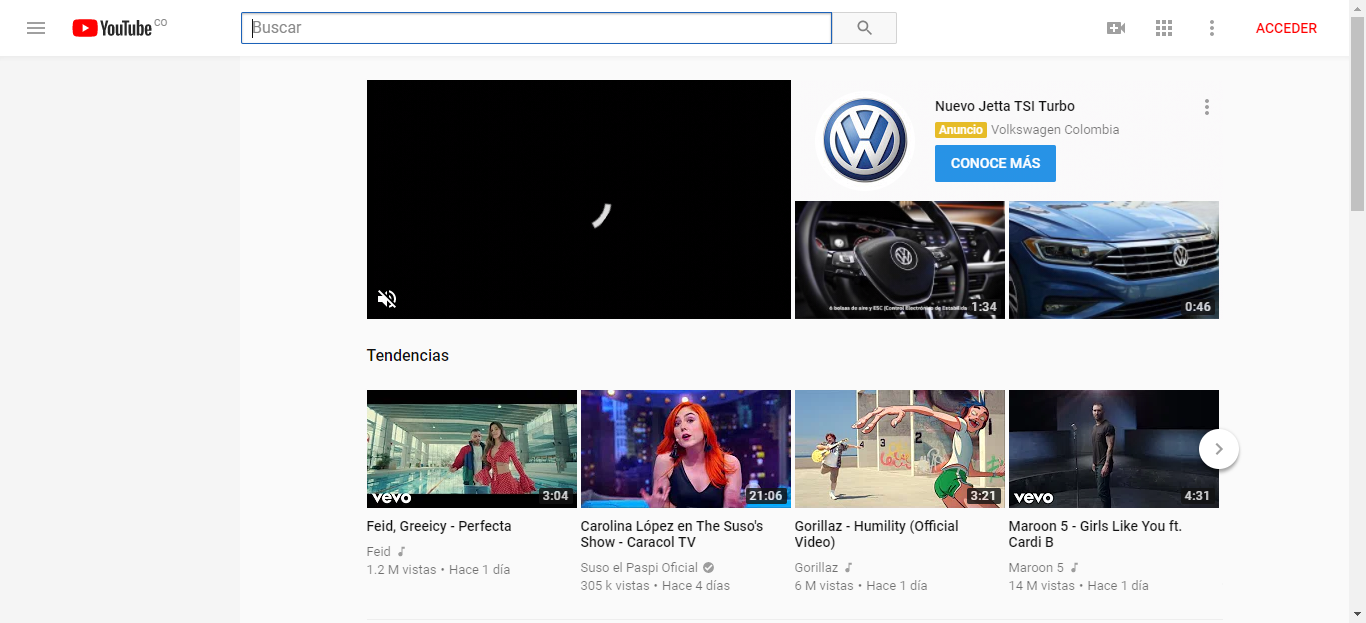 YouTube CO
Buscar
ACCEDER
Nuevo Jetta TSI Turbo
Anuncio Volkswagen Colombia
CONOCE MÁS
6 bolsas de aire y ESC (Control Electrónico de Estabilidad
1:34
0:46
Tendencias
vevo
3:04
21:06
4 3 2 1
3:21
vevo
4:31
Feid, Greeicy - Perfecta
Feid
1.2 M vistas • Hace 1 día
Carolina López en The Suso's
Show - Caracol TV
Suso el Paspi Oficial
305 k vistas • Hace 4 días
Gorillaz - Humility (Official
Video)
Gorillaz
6 M vistas • Hace 1 día
Maroon 5 - Girls Like You ft.
Cardi B
Maroon 5
14 M vistas • Hace 1 día